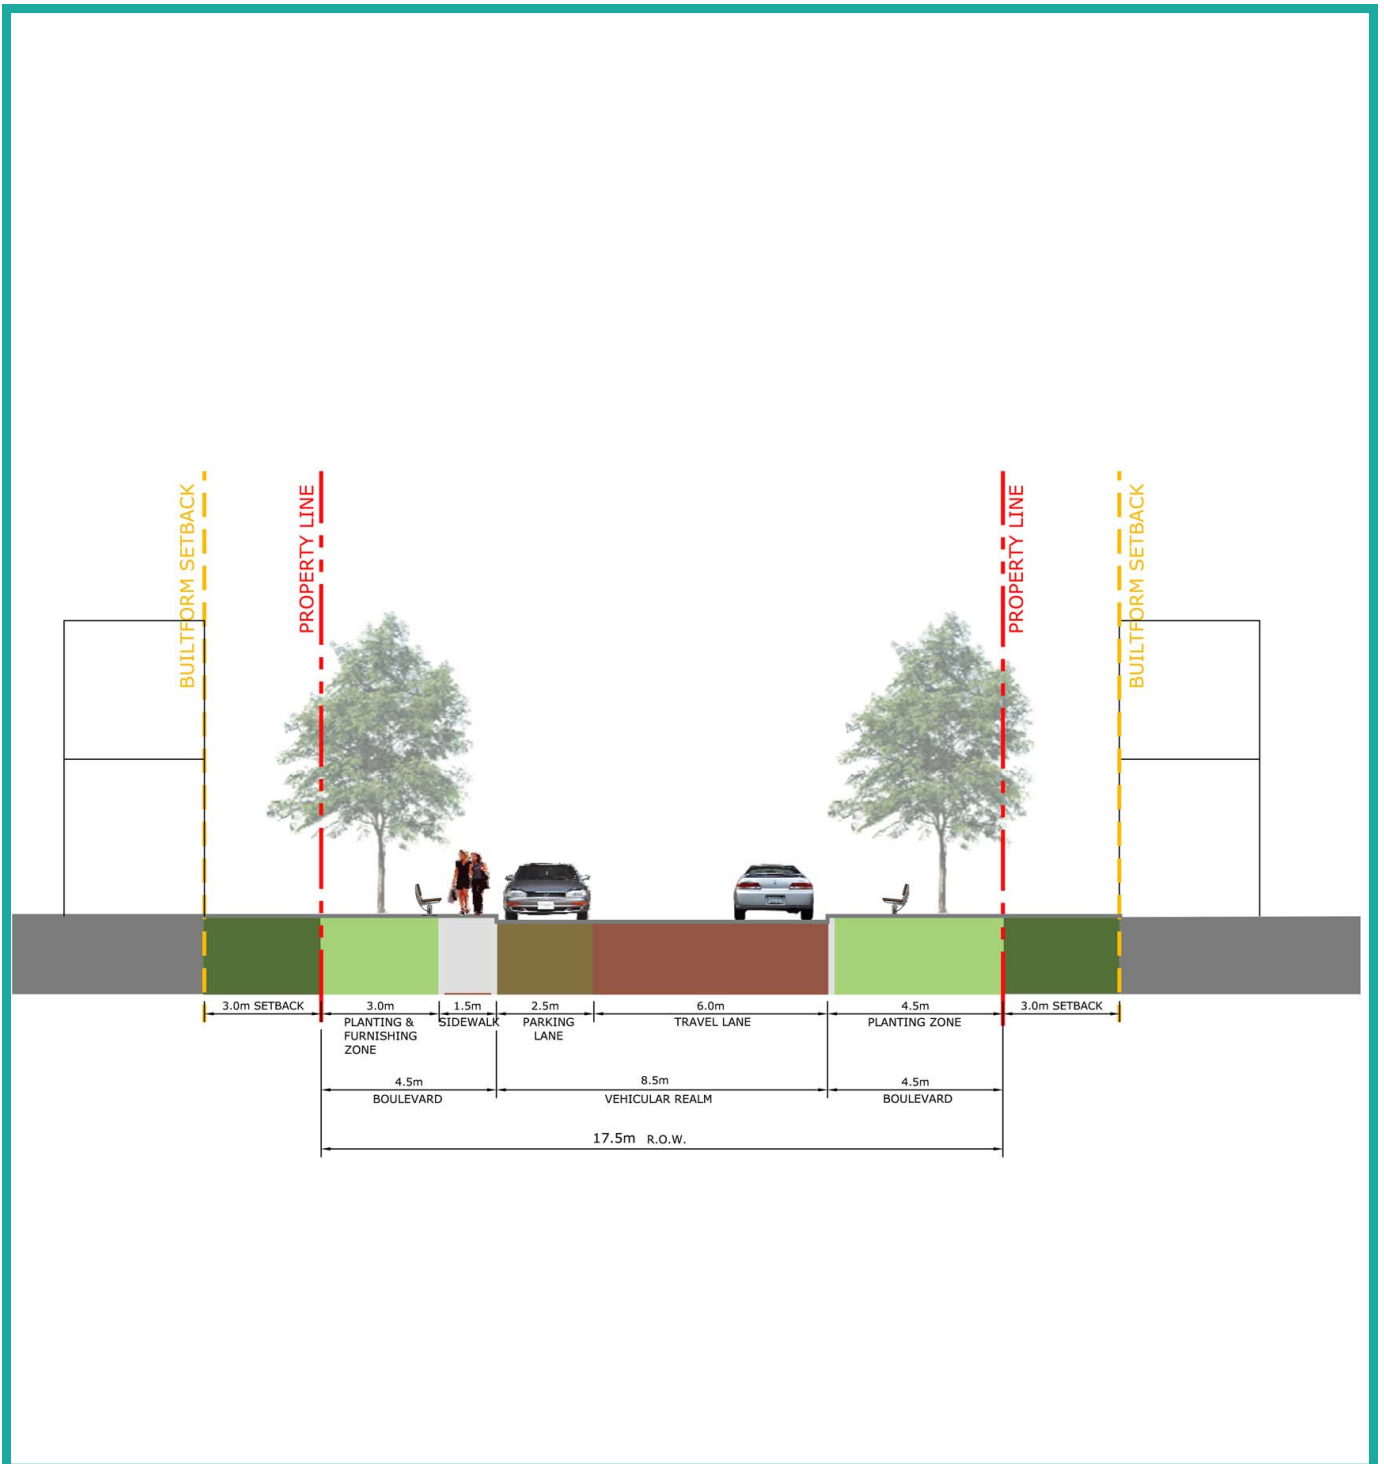 BUILTFORM SETBACK
PROPERTY LINE
PROPERTY LINE
BUILTFORM SETBACK
3.0m SETBACK
3.0m
PLANTING &
FURNISHING
ZONE
1.5m
SIDEWALK
2.5m
PARKING
LANE
6.0m
TRAVEL LANE
4.5m
PLANTING ZONE
3.0m SETBACK
4.5m
BOULEVARD
8.5m
VEHICULAR REALM
4.5m
BOULEVARD
17.5m R.O.W.